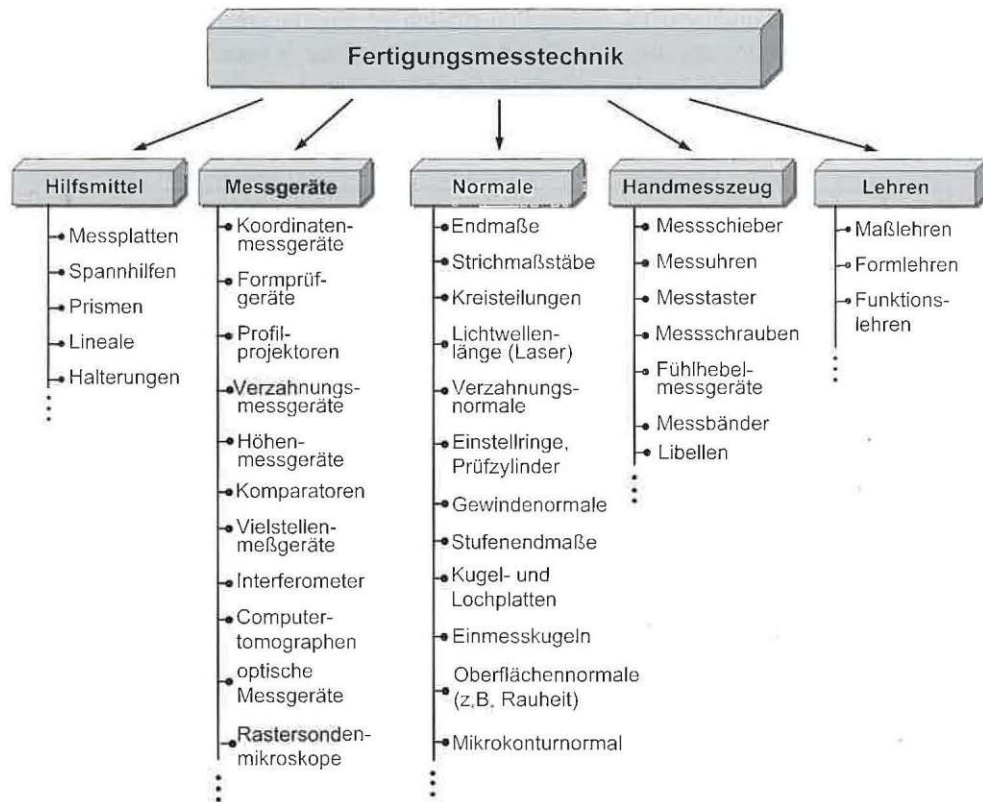 Fertigungsmesstechnik
Hilfsmittel
Messplatten
Spannhilfen
Prismen
Lineale
Halterungen
Messgeräte
Koordinaten-
messgeräte
Formprüf-
geräte
Profil-
projektoren
Verzahnungs-
messgeräte
Höhen-
messgeräte
Komparatoren
Vielstellen-
meßgeräte
Interferometer
Computer-
tomographen
optische
Messgeräte
Rastersonden-
mikroskope
Normale
Endmaße
Strichmaßstäbe
Kreisteilungen
Lichtwellen-
länge (Laser)
Verzahnungs-
normale
Einstellringe,
Prüfzylinder
Gewindenormale
Stufenendmaße
Kugel- und
Lochplatten
Einmesskugeln
Oberflächennormale
(z.B. Rauheit)
Mikrokonturnormal
Handmesszeug
Messschieber
Messuhren
Messtaster
Messschrauben
Fühlhebel-
messgeräte
Messbänder
Libellen
Lehren
Maßlehren
Formlehren
Funktions-
lehren